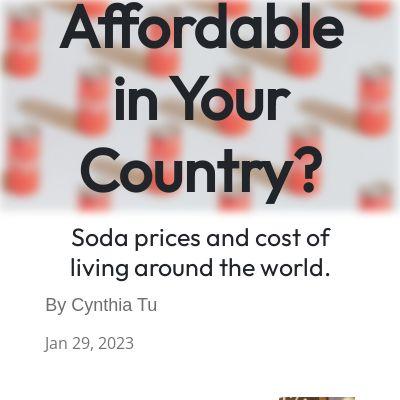 Affordable
in Your
Country?
Soda prices and cost of
living around the world.
By Cynthia Tu
Jan 29, 2023